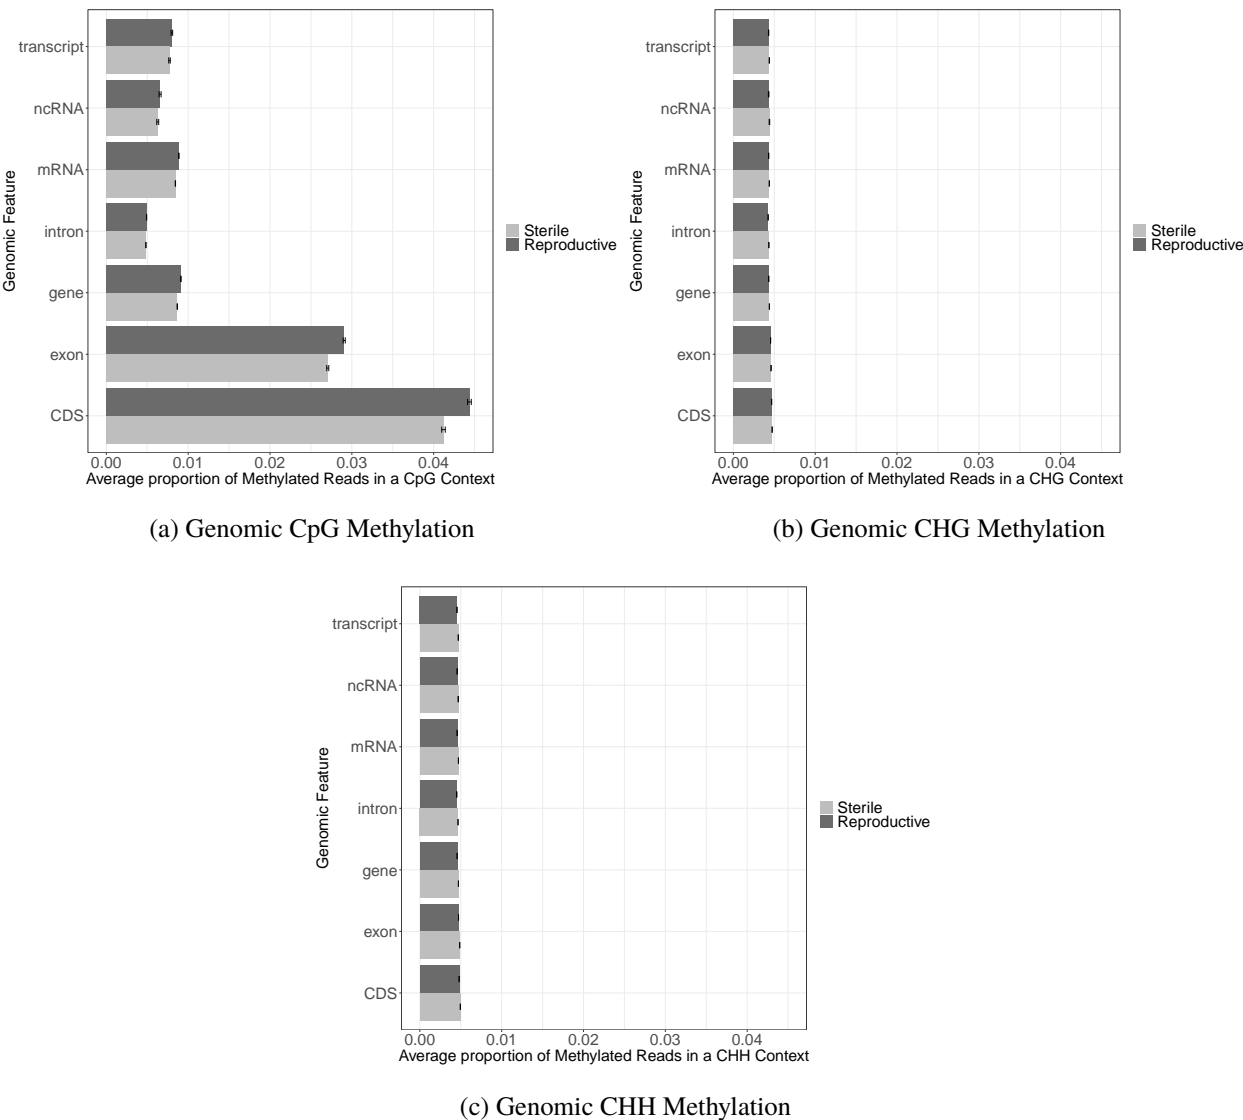 Genomic Feature
transcript
ncRNA
mRNA
intron
gene
exon
CDS
0.00 0.01 0.02 0.03 0.04
Average proportion of Methylated Reads in a CpG Context
Sterile
Reproductive
(a) Genomic CpG Methylation
Genomic Feature
transcript
ncRNA
mRNA
intron
gene
exon
CDS
0.00 0.01 0.02 0.03 0.04
Average proportion of Methylated Reads in a CHG Context
Sterile
Reproductive
(b) Genomic CHG Methylation
Genomic Feature
transcript
ncRNA
mRNA
intron
gene
exon
CDS
0.00 0.01 0.02 0.03 0.04
Average proportion of Methylated Reads in a CHH Context
Sterile
Reproductive
(c) Genomic CHH Methylation